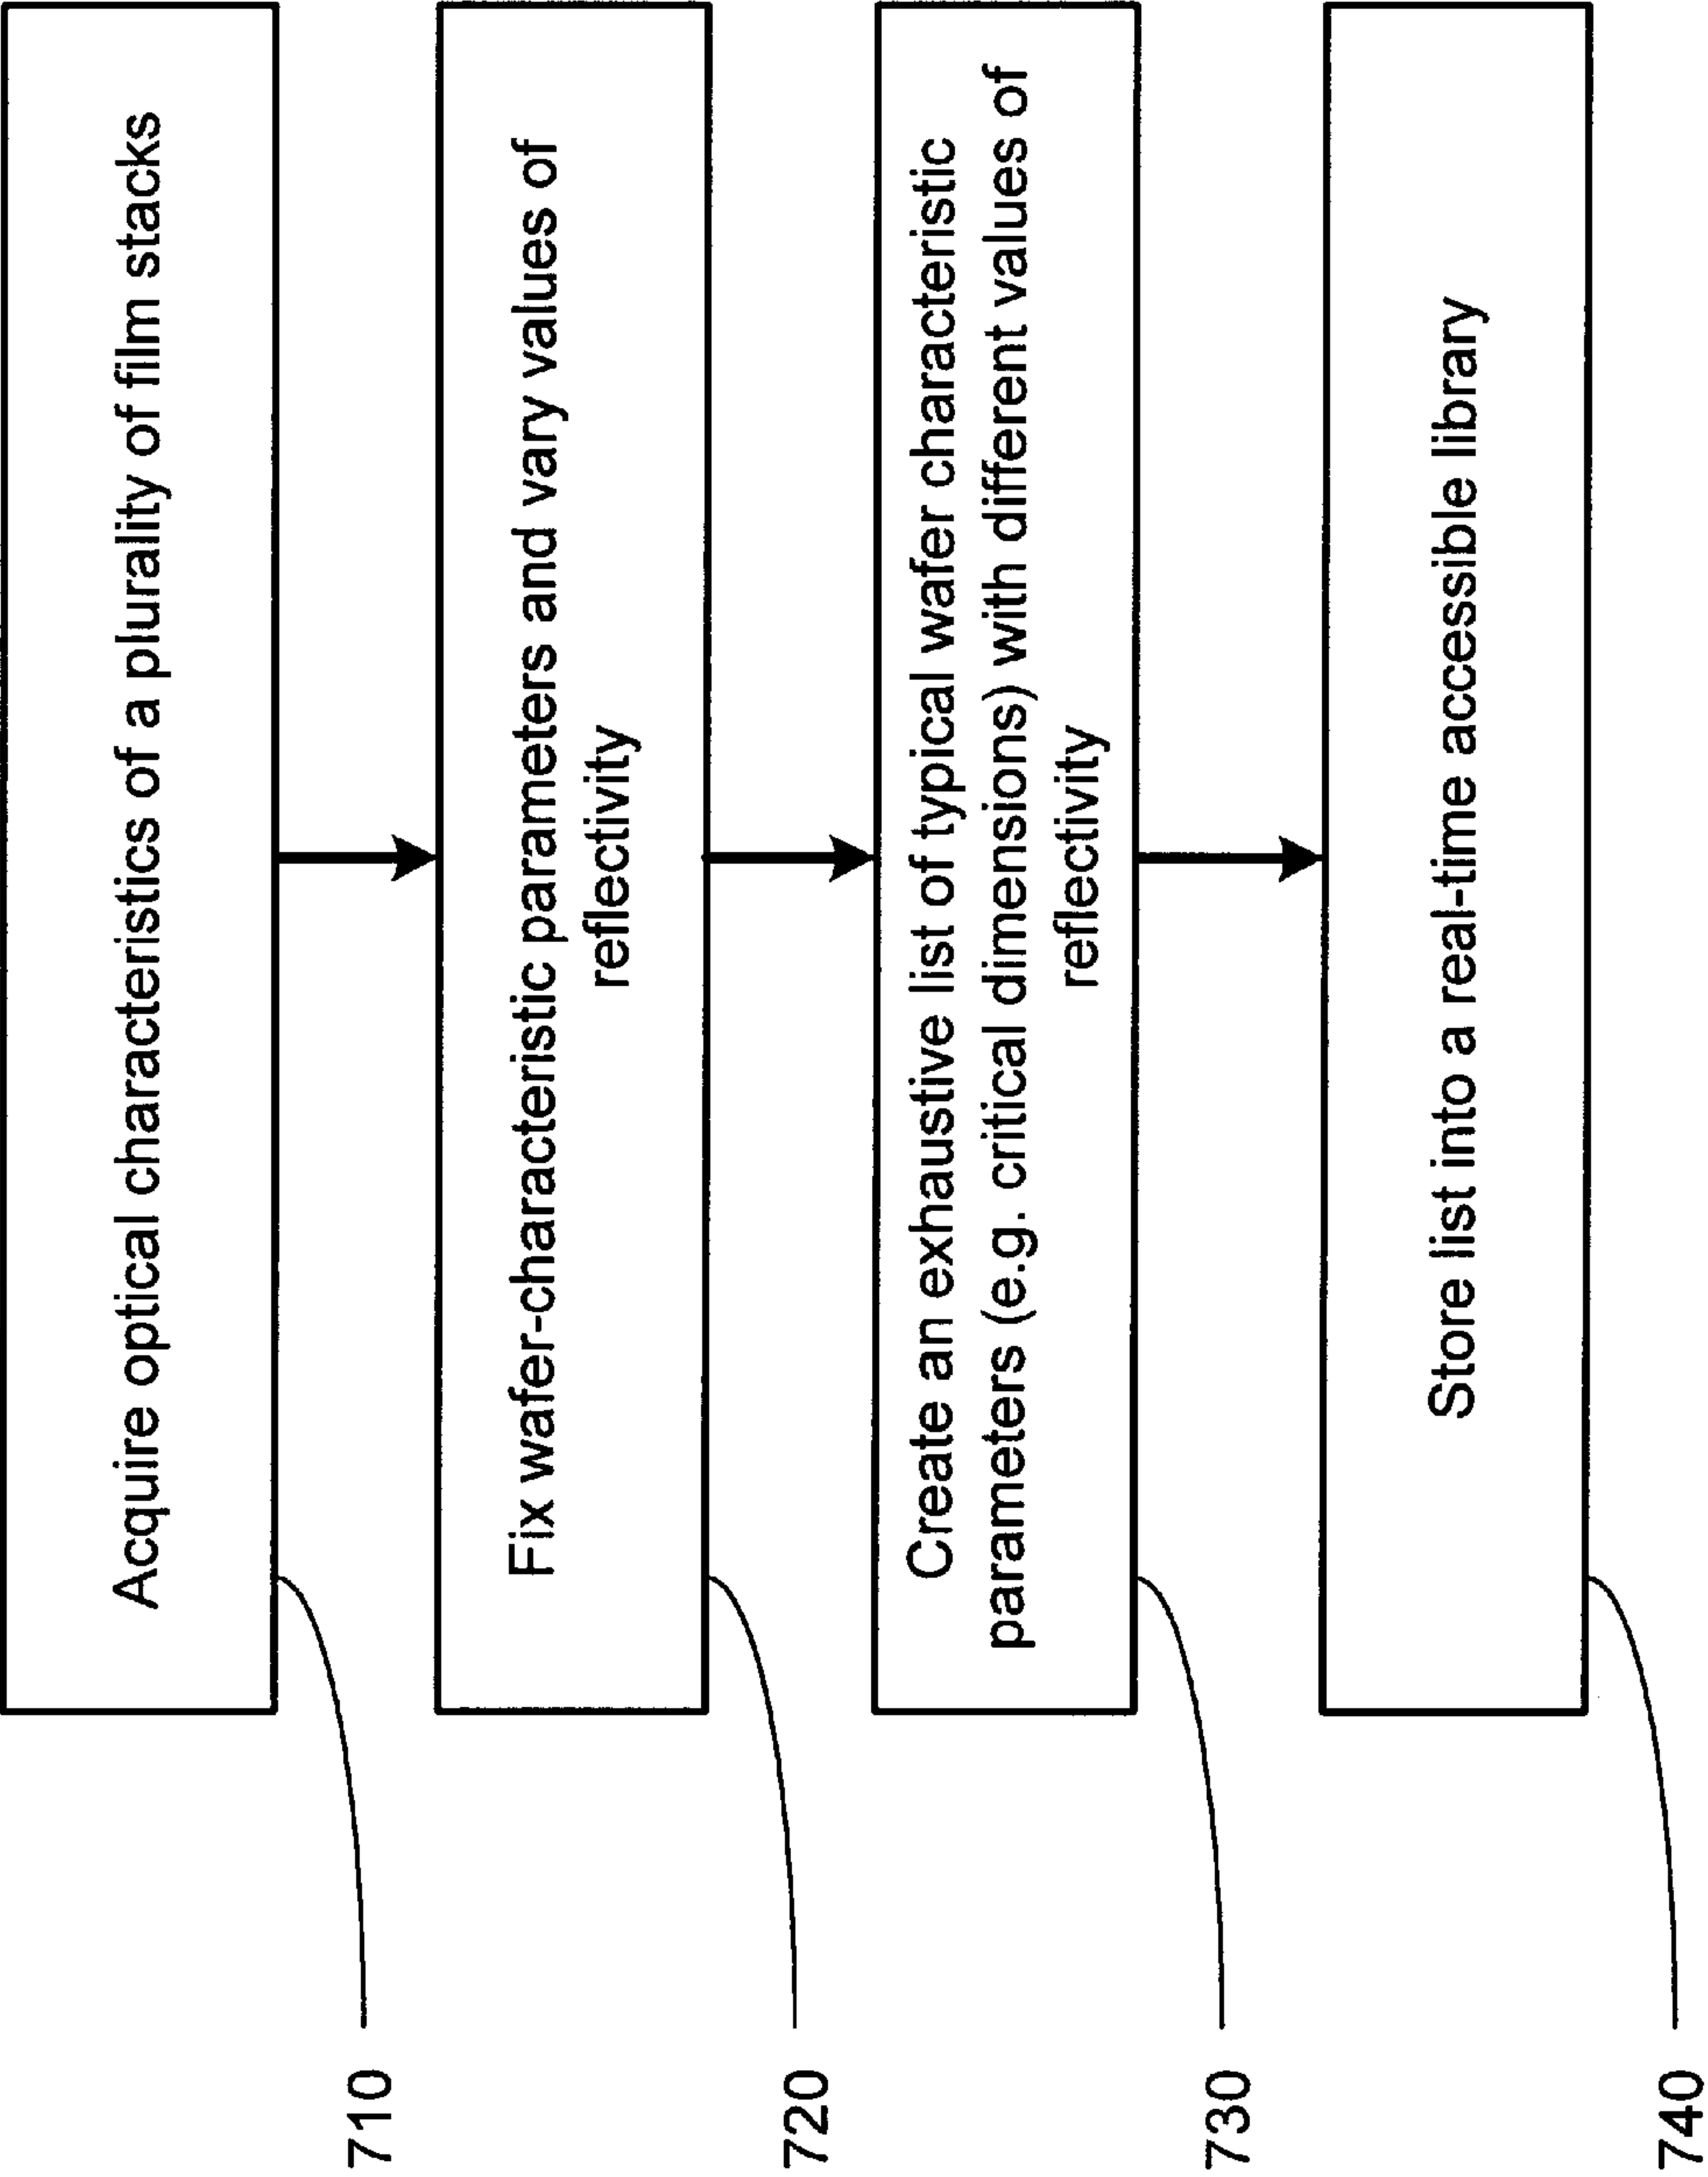 Acquire optical characteristics of a plurality of film stacks
710
Fix wafer-characteristic parameters and vary values of
reflectivity
720
Create an exhaustive list of typical wafer characteristic
parameters (e.g. critical dimensions) with different values of
reflectivity
730
Store list into a real-time accessible library
740